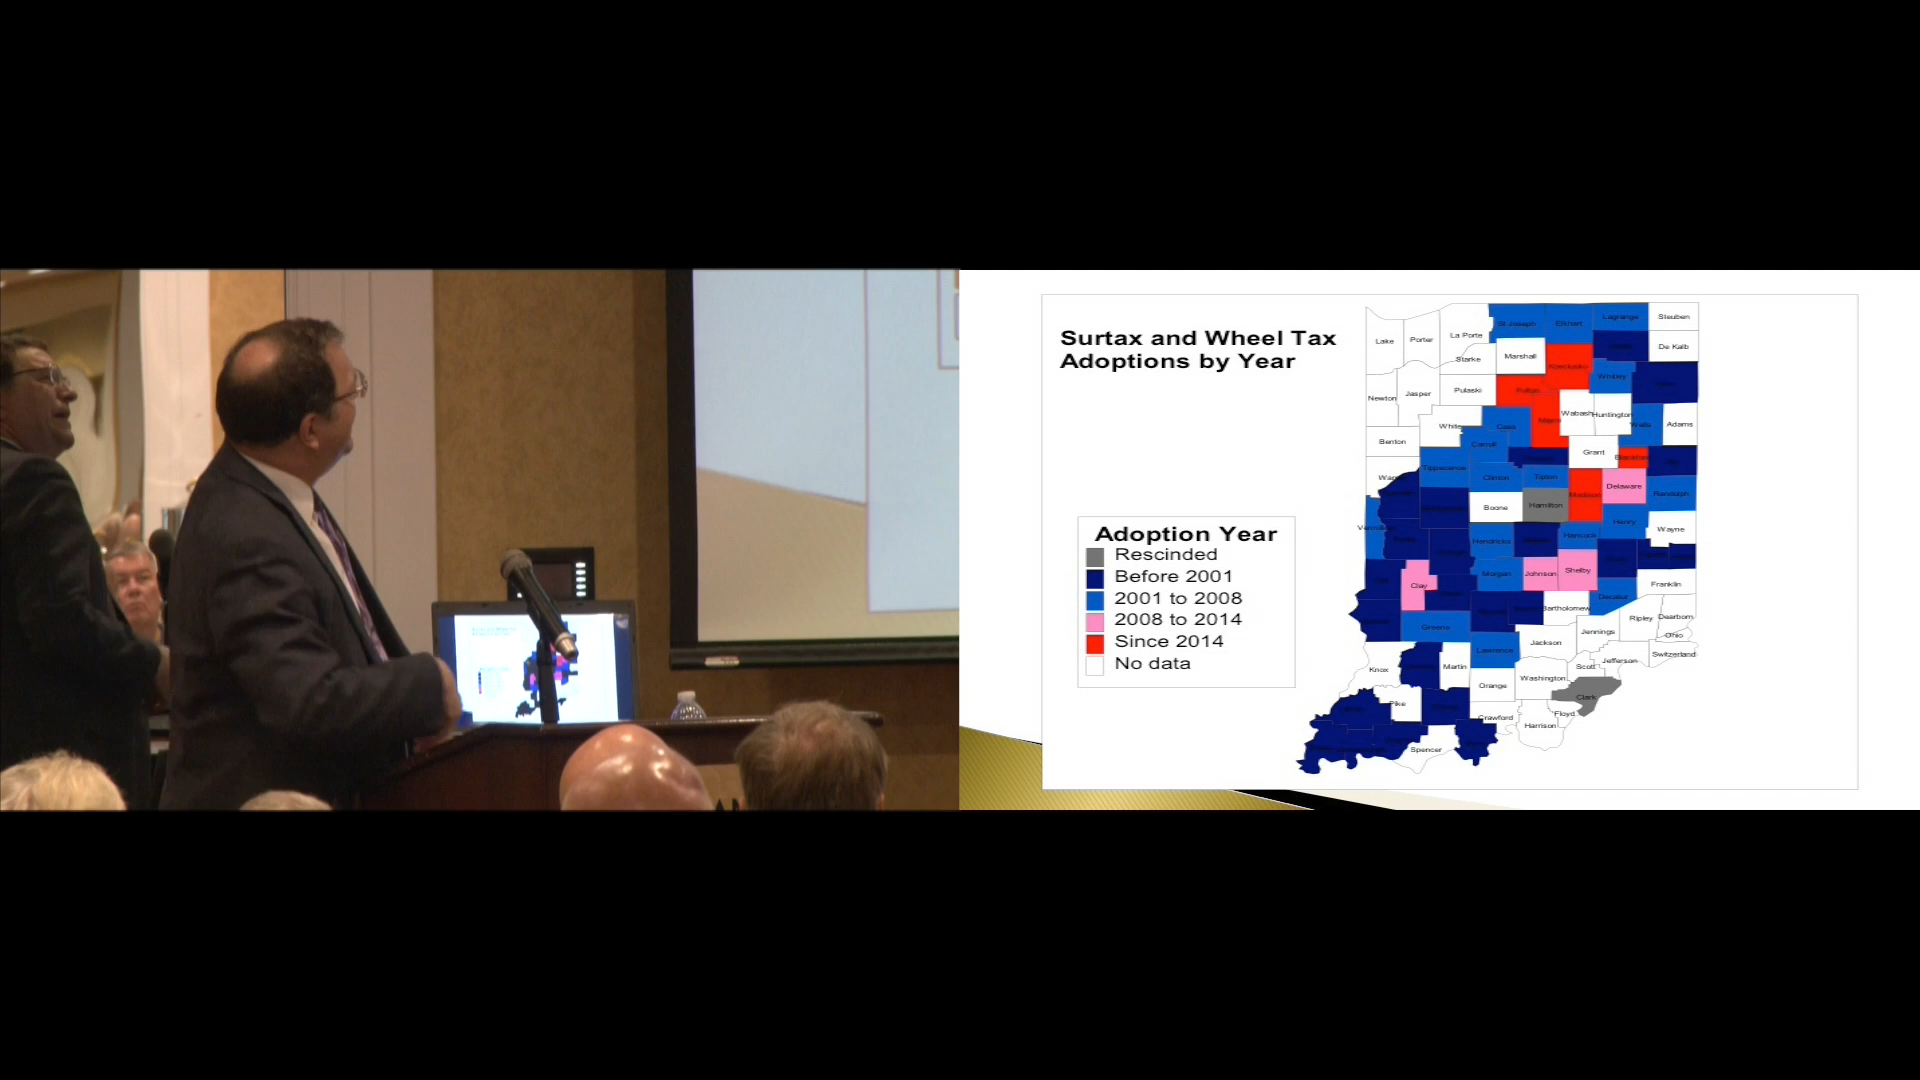 Surtax and Wheel Tax
Adoptions by Year
Adoption Year
Rescinded
Before 2001
2001 to 2008
2008 to 2014
Since 2014
No data
St Joseph
Elkhart
Lagrange
Steuben
Lake
Porter
La Porte
Starke
Marshall
Kosciusko
De Kalb
Newton
Jasper
Pulaski
Fulton
Whitley
Benton
White
Cass
Miami
Wabash
Huntington
Wells
Adams
Carroll
Grant
Blackford
Tippecanoe
Clinton
Tipton
Delaware
Randolph
Madison
Boone
Hamilton
Henry
Wayne
Hendricks
Hancock
Clay
Morgan
Johnson
Shelby
Franklin
Decatur
Bartholomew
Greene
Jennings
Ripley
Dearborn
Ohio
Jackson
Lawrence
Switzerland
Knox
Martin
Orange
Washington
Scott
Jefferson
Clark
Pike
Crawford
Floyd
Harrison
Spencer